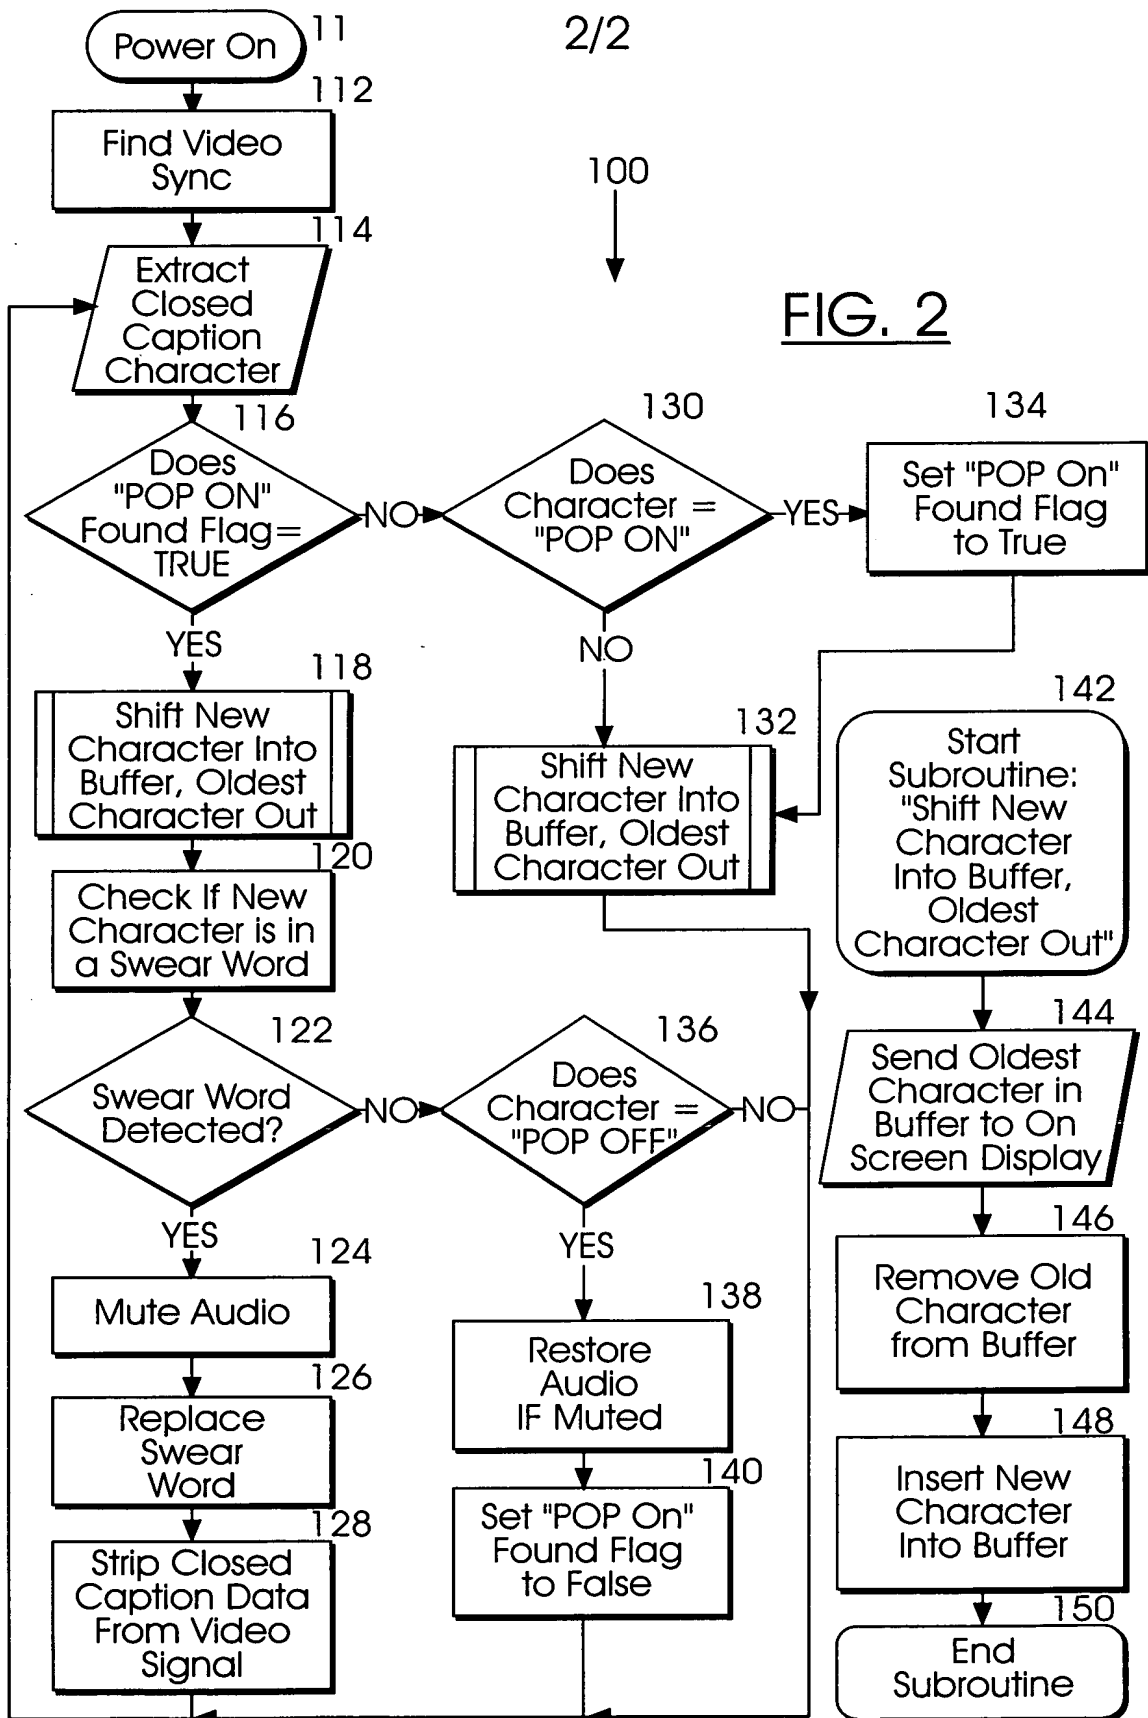 2/2
Power On
11
112
Find Video
Sync
100
114
Extract
Closed
Caption
Character
FIG. 2
116
Does
"POP ON"
Found Flag=
TRUE
NO
YES
130
Does
Character =
"POP ON"
YES
NO
134
Set "POP On"
Found Flag
to True
118
Shift New
Character Into
Buffer, Oldest
Character Out
132
Shift New
Character Into
Buffer, Oldest
Character Out
120
Check If New
Character is in
a Swear Word
122
Swear Word
Detected?
NO
YES
136
Does
Character =
"POP OFF"
NO
YES
124
Mute Audio
126
Replace
Swear
Word
128
Strip Closed
Caption Data
From Video
Signal
138
Restore
Audio
IF Muted
140
Set "POP On"
Found Flag
to False
142
Start
Subroutine:
"Shift New
Character
Into Buffer,
Oldest
Character Out"
144
Send Oldest
Character in
Buffer to On
Screen Display
146
Remove Old
Character
from Buffer
148
Insert New
Character
Into Buffer
150
End
Subroutine